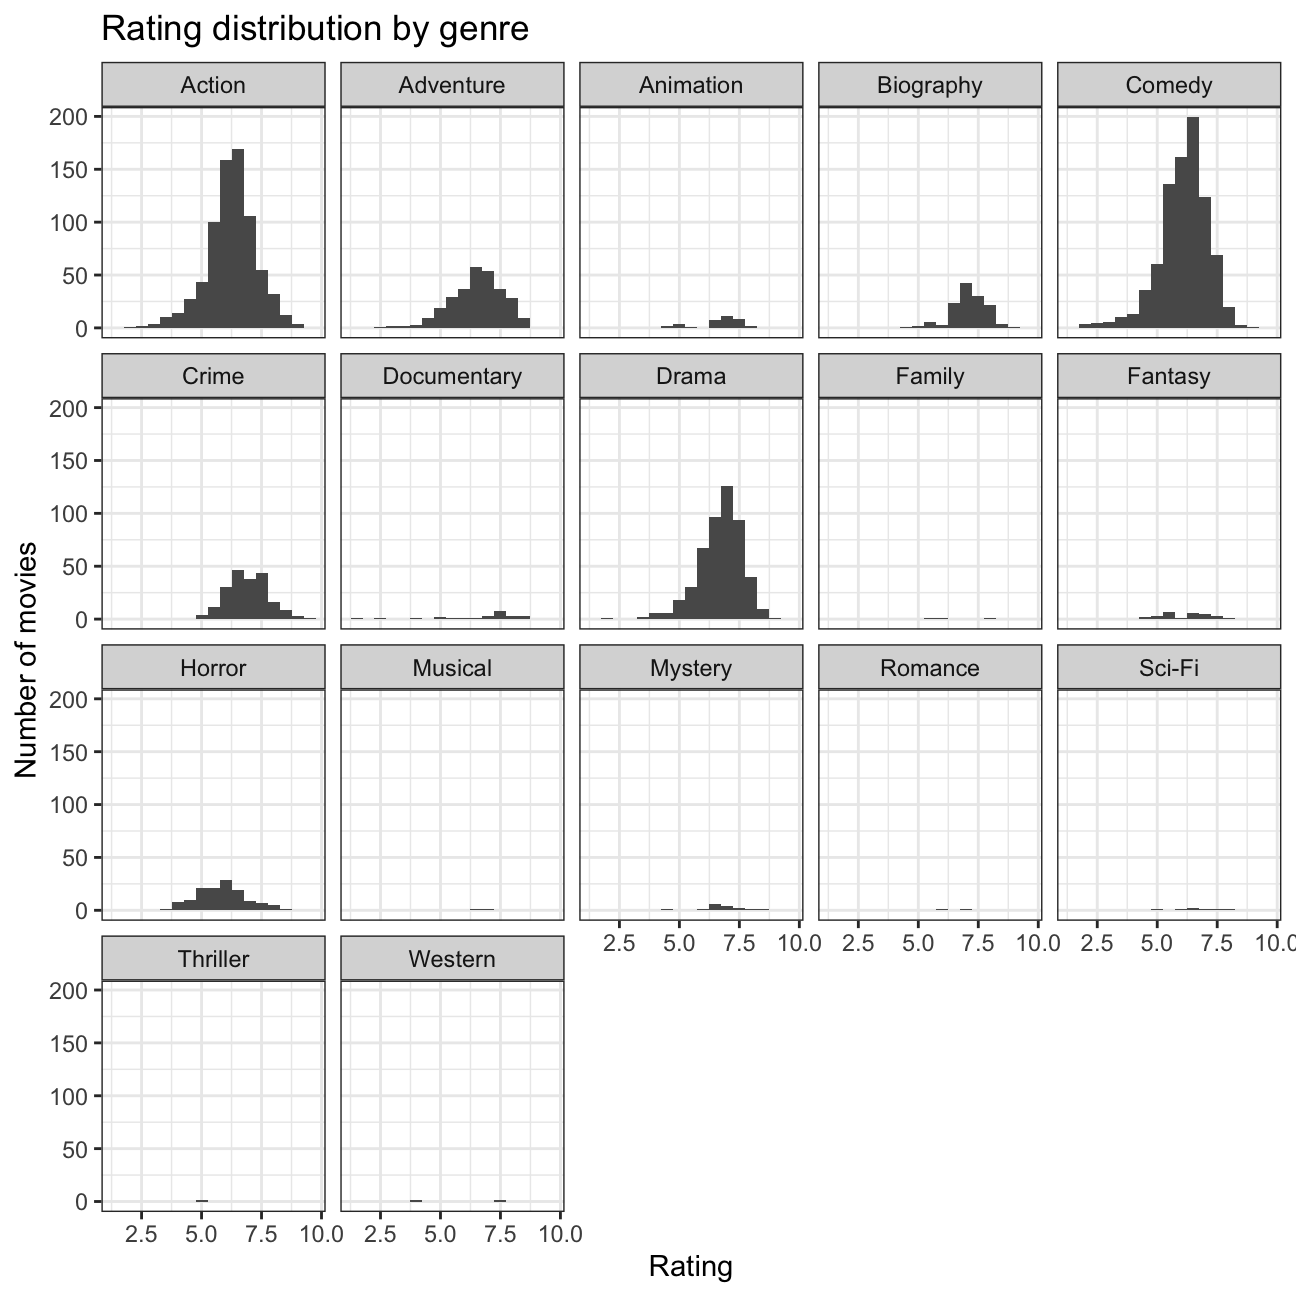 Rating distribution by genre
Action Adventure Animation Biography Comedy
200
150
100
50
0
Crime Documentary Drama Family Fantasy
200
150
100
50
0
Horror Musical Mystery Romance Sci-Fi
200
150
100
50
0
2.5 5.0 7.5 10.0 2.5 5.0 7.5 10.0 2.5 5.0 7.5 10.0
Thriller Western
200
150
100
50
0
2.5 5.0 7.5 10.0 2.5 5.0 7.5 10.0
Number of movies
Rating